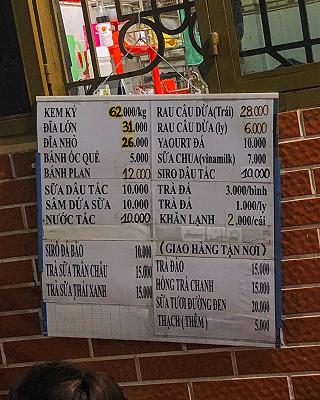 KEM KÝ 62.000/kg
ĐĨA LỚN 31.000
ĐĨA NHỎ 26.000
BÁNH ỐC QUẾ 5.000
BÁNH PLAN 12.000
SỮA DÂU TẮC 10.000
SÂM DỨA SỮA 10.000
NƯỚC TẮC 10.000
SIRO ĐÁ BÀO 10.000
TRÀ SỮA TRÂN CHÂU 15.000
TRÀ SỮA THÁI XANH 15.000
RAU CÂU DỪA(Trái) 28.000
RAU CÂU DỪA (ly) 6.000
YAOURT ĐÁ 10.000
SỮA CHUA(vinamilk) 7.000
SIRO DÂU TẮC 10.000
TRÀ ĐÁ 3.000/bình
TRÀ ĐÁ 1.000/ly
KHĂN LẠNH 2.000/cái
(GIAO HÀNG TẬN NƠI)
TRÀ ĐÀO 15.000
HỒNG TRÀ CHANH 15.000
SỮA TƯƠI ĐƯỜNG ĐEN 20.000
THẠCH ( THÊM ) 5.000